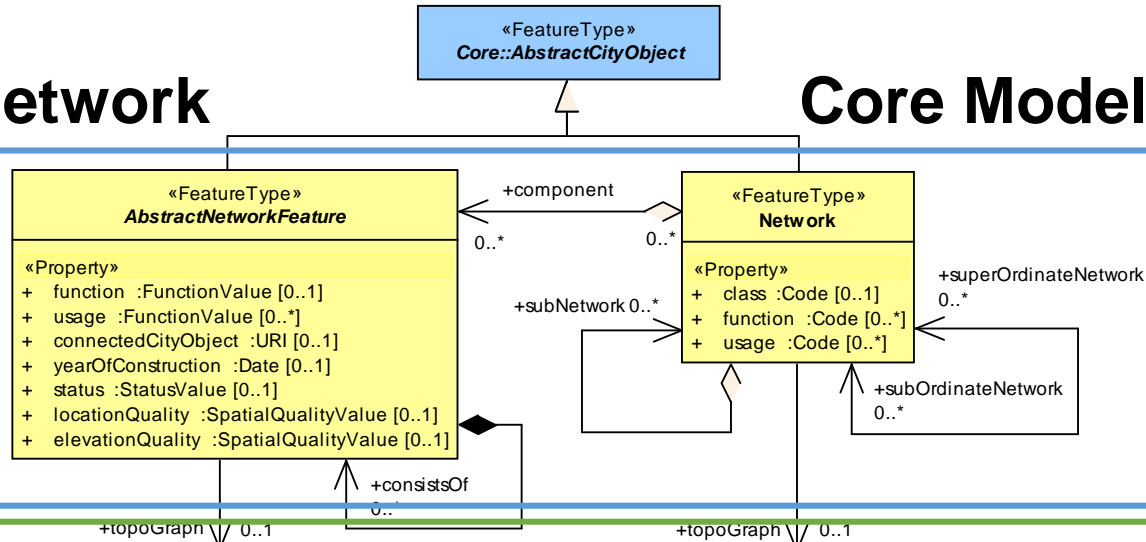 «FeatureType»
Core::AbstractCityObject
etwork
Core Model
«FeatureType»
AbstractNetworkFeature
«Property»
+ function :FunctionValue [0..1]
+ usage :FunctionValue [0..*]
+ connectedCityObject :URI [0..1]
+ yearOfConstruction :Date [0..1]
+ status :StatusValue [0..1]
+ locationQuality :SpatialQualityValue [0..1]
+ elevationQuality :SpatialQualityValue [0..1]
+component
0..*
0..*
«FeatureType»
Network
«Property»
+ class :Code [0..1]
+ function :Code [0..*]
+ usage :Code [0..*]
+subNetwork 0..*
+superOrdinateNetwork
0..*
+subOrdinateNetwork
0..*
+consistsOf
+topoGraph 0..1
+topoGraph 0..1